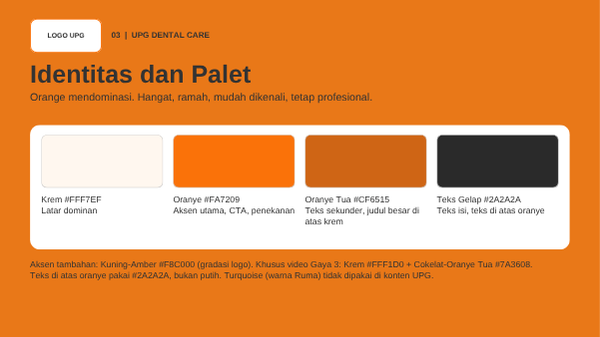 LOGO UPG
03 | UPG DENTAL CARE
Identitas dan Palet
Orange mendominasi. Hangat, ramah, mudah dikenali, tetap profesional.
Krem #FFF7EF
Latar dominan
Oranye #FA7209
Aksen utama, CTA, penekanan
Oranye Tua #CF6515
Teks sekunder, judul besar di
atas krem
Teks Gelap #2A2A2A
Teks isi, teks di atas oranye
Aksen tambahan: Kuning-Amber #F8C000 (gradasi logo). Khusus video Gaya 3: Krem #FFF1D0 + Cokelat-Oranye Tua #7A3608.
Teks di atas oranye pakai #2A2A2A, bukan putih. Turquoise (warna Ruma) tidak dipakai di konten UPG.